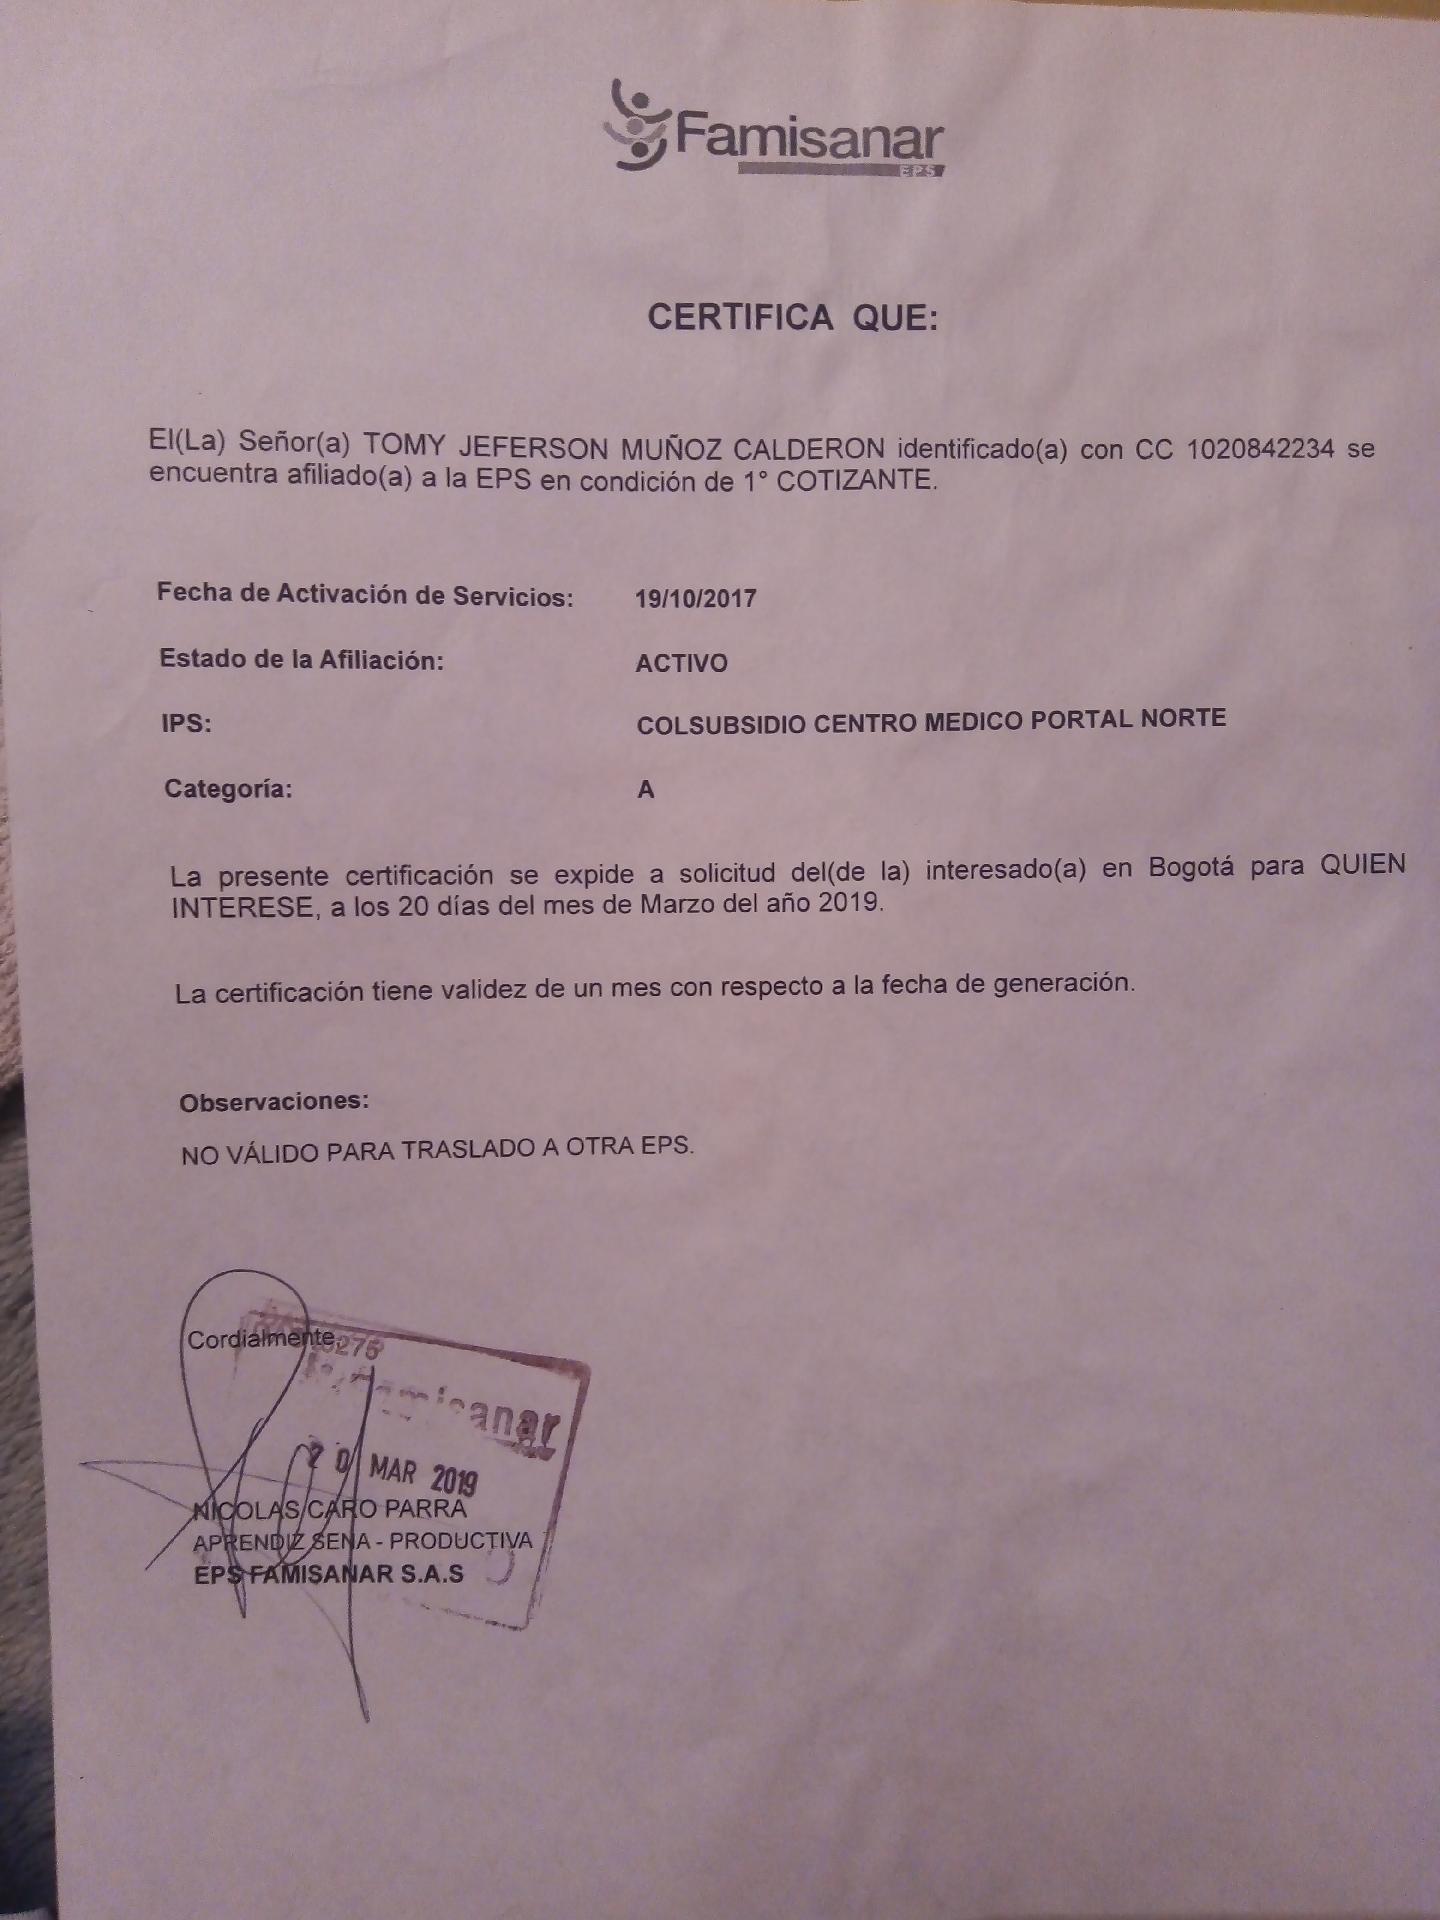 Famisanar
EPS
CERTIFICA QUE:
El(La) Señor(a) TOMY JEFERSON MUÑOZ CALDERON identificado(a) con CC 1020842234 se
encuentra afiliado(a) a la EPS en condición de 1° COTIZANTE.
Fecha de Activación de Servicios: 19/10/2017
Estado de la Afiliación: ACTIVO
IPS: COLSUBSIDIO CENTRO MEDICO PORTAL NORTE
Categoría: A
La presente certificación se expide a solicitud del(de la) interesado(a) en Bogotá para QUIEN
INTERESE, a los 20 días del mes de Marzo del año 2019.
La certificación tiene validez de un mes con respecto a la fecha de generación.
Observaciones:
NO VÁLIDO PARA TRASLADO A OTRA EPS.
Cordialmente,
Famisanar
20 MAR 2019
NICOLAS CARO PARRA
APRENDIZ SENA - PRODUCTIVA
EPS FAMISANAR S.A.S